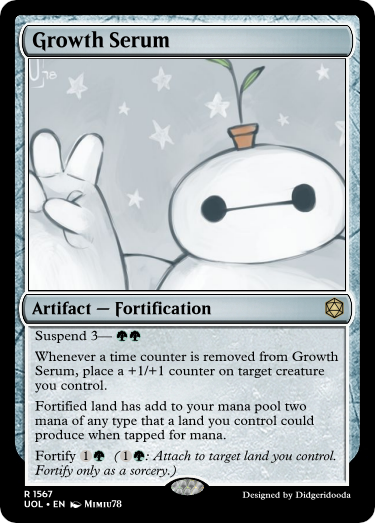 Growth Serum
Artifact — Fortification
Suspend 3—
Whenever a time counter is removed from Growth
Serum, place a +1/+1 counter on target creature
you control.
Fortified land has add to your mana pool two
mana of any type that a land you control could
produce when tapped for mana.
Fortify 1 ( 1 : Attach to target land you control.
Fortify only as a sorcery.)
R 1567
UOL • EN Mimiu78
Designed by Didgeridooda